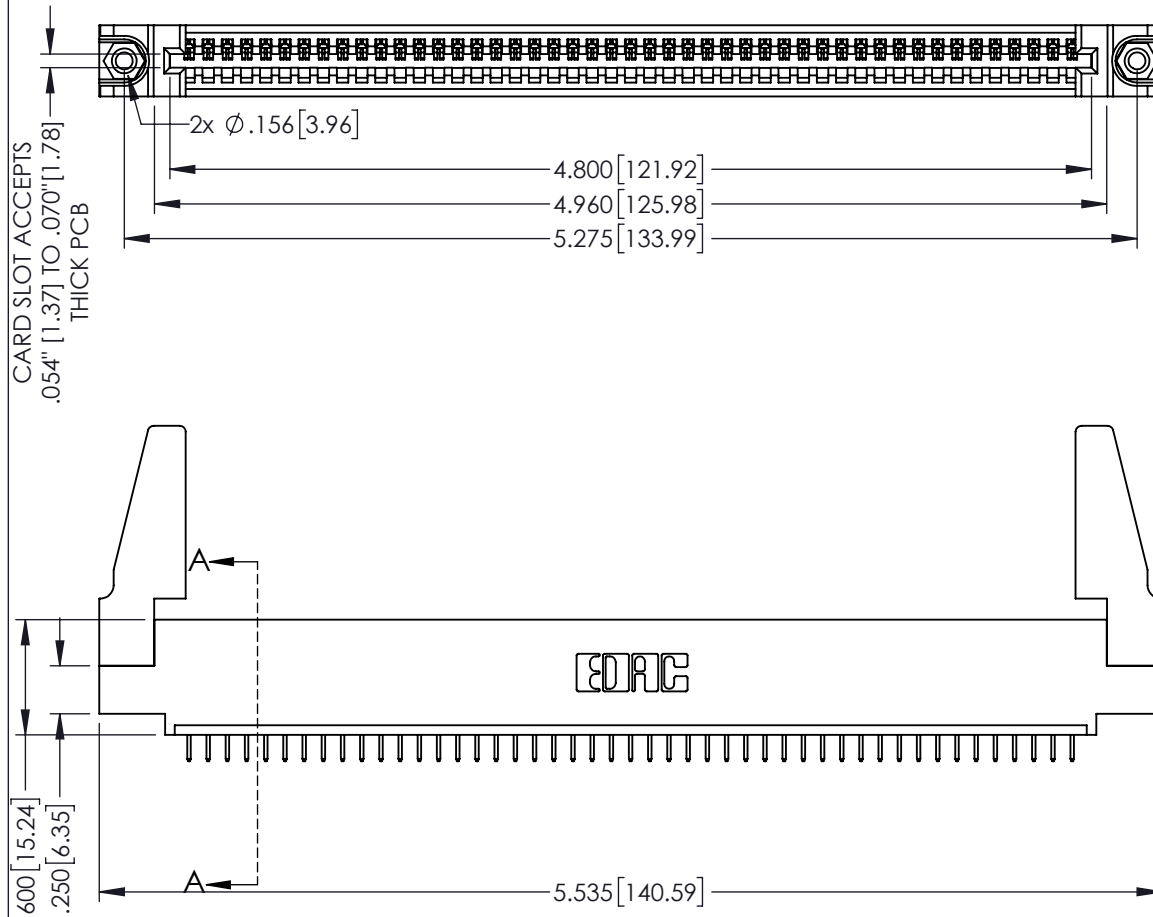 2x Ø.156[3.96]
4.800[121.92]
4.960[125.98]
5.275[133.99]
CARD SLOT ACCEPTS
.054" [1.37] TO .070"[1.78]
THICK PCB
A
EDAC
600[15.24]
.250[6.35]
A
5.535[140.59]